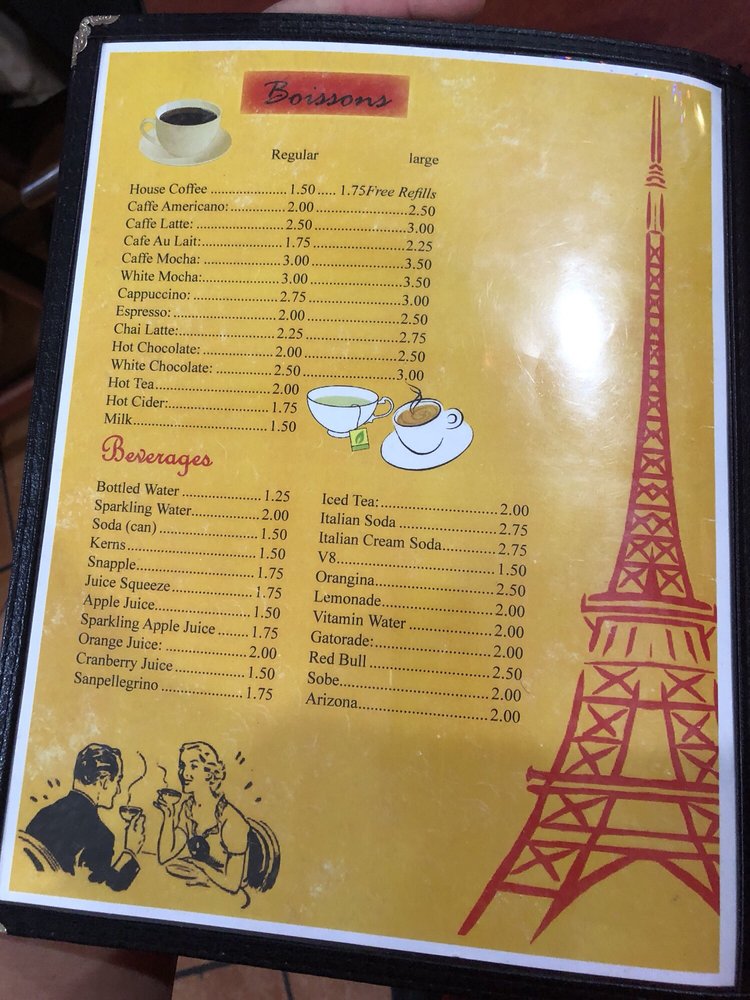 Boissons
Regular large
House Coffee ....................... 1.50 ..... 1.75Free Refills
Caffe Americano: ................ 2.00 ......................... 2.50
Caffe Latte: .......................... 2.50 ......................... 3.00
Cafe Au Lait:........................ 1.75 ......................... 2.25
Caffe Mocha: ....................... 3.00 ......................... 3.50
White Mocha:....................... 3.00 ......................... 3.50
Cappuccino: ......................... 2.75 ......................... 3.00
Espresso: .............................. 2.00 ......................... 2.50
Chai Latte:............................ 2.25 ......................... 2.75
Hot Chocolate: ..................... 2.00 ......................... 2.50
White Chocolate: ................. 2.50 ......................... 3.00
Hot Tea................................. 2.00
Hot Cider:............................. 1.75
Milk...................................... 1.50
Beverages
Bottled Water ..................... 1.25
Sparkling Water.................. 2.00
Soda (can) .......................... 1.50
Kerns .................................. 1.50
Snapple............................... 1.75
Juice Squeeze ..................... 1.75
Apple Juice......................... 1.50
Sparkling Apple Juice ........ 1.75
Orange Juice: ..................... 2.00
Cranberry Juice .................. 1.50
Sanpellegrino ..................... 1.75
Iced Tea: ............................. 2.00
Italian Soda ......................... 2.75
Italian Cream Soda.............. 2.75
V8........................................ 1.50
Orangina.............................. 2.50
Lemonade............................ 2.00
Vitamin Water ..................... 2.00
Gatorade:............................. 2.00
Red Bull .............................. 2.50
Sobe..................................... 2.00
Arizona................................ 2.00